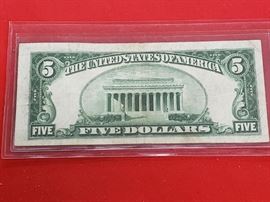 5 THE UNITED STATES OF AMERICA 5
FIVE FIVE DOLLARS FIVE